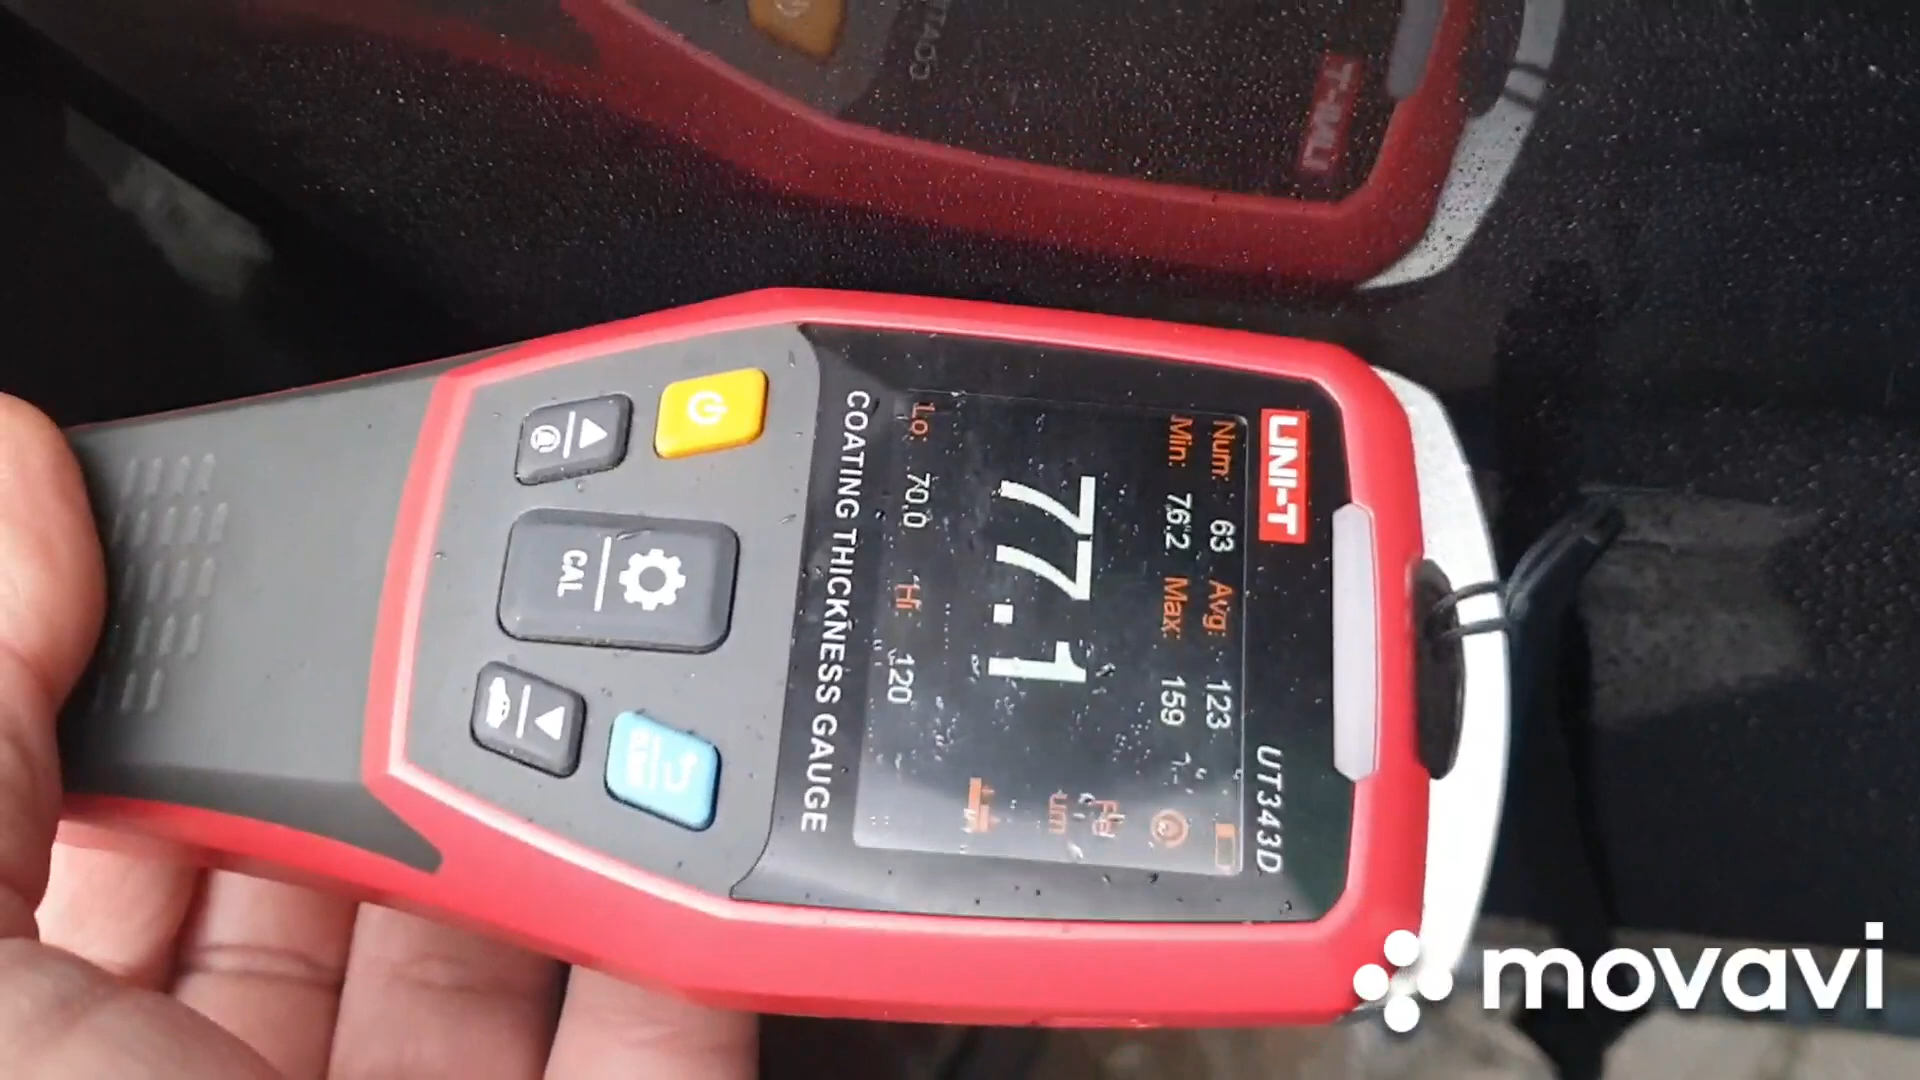 UNI-T
UT343D
Num: 63 Avg: 123
Min: 76.2 Max: 159
77.1
Fe
um
Lo: 70.0 Hi: 120
COATING THICKNESS GAUGE
CAL
movavi